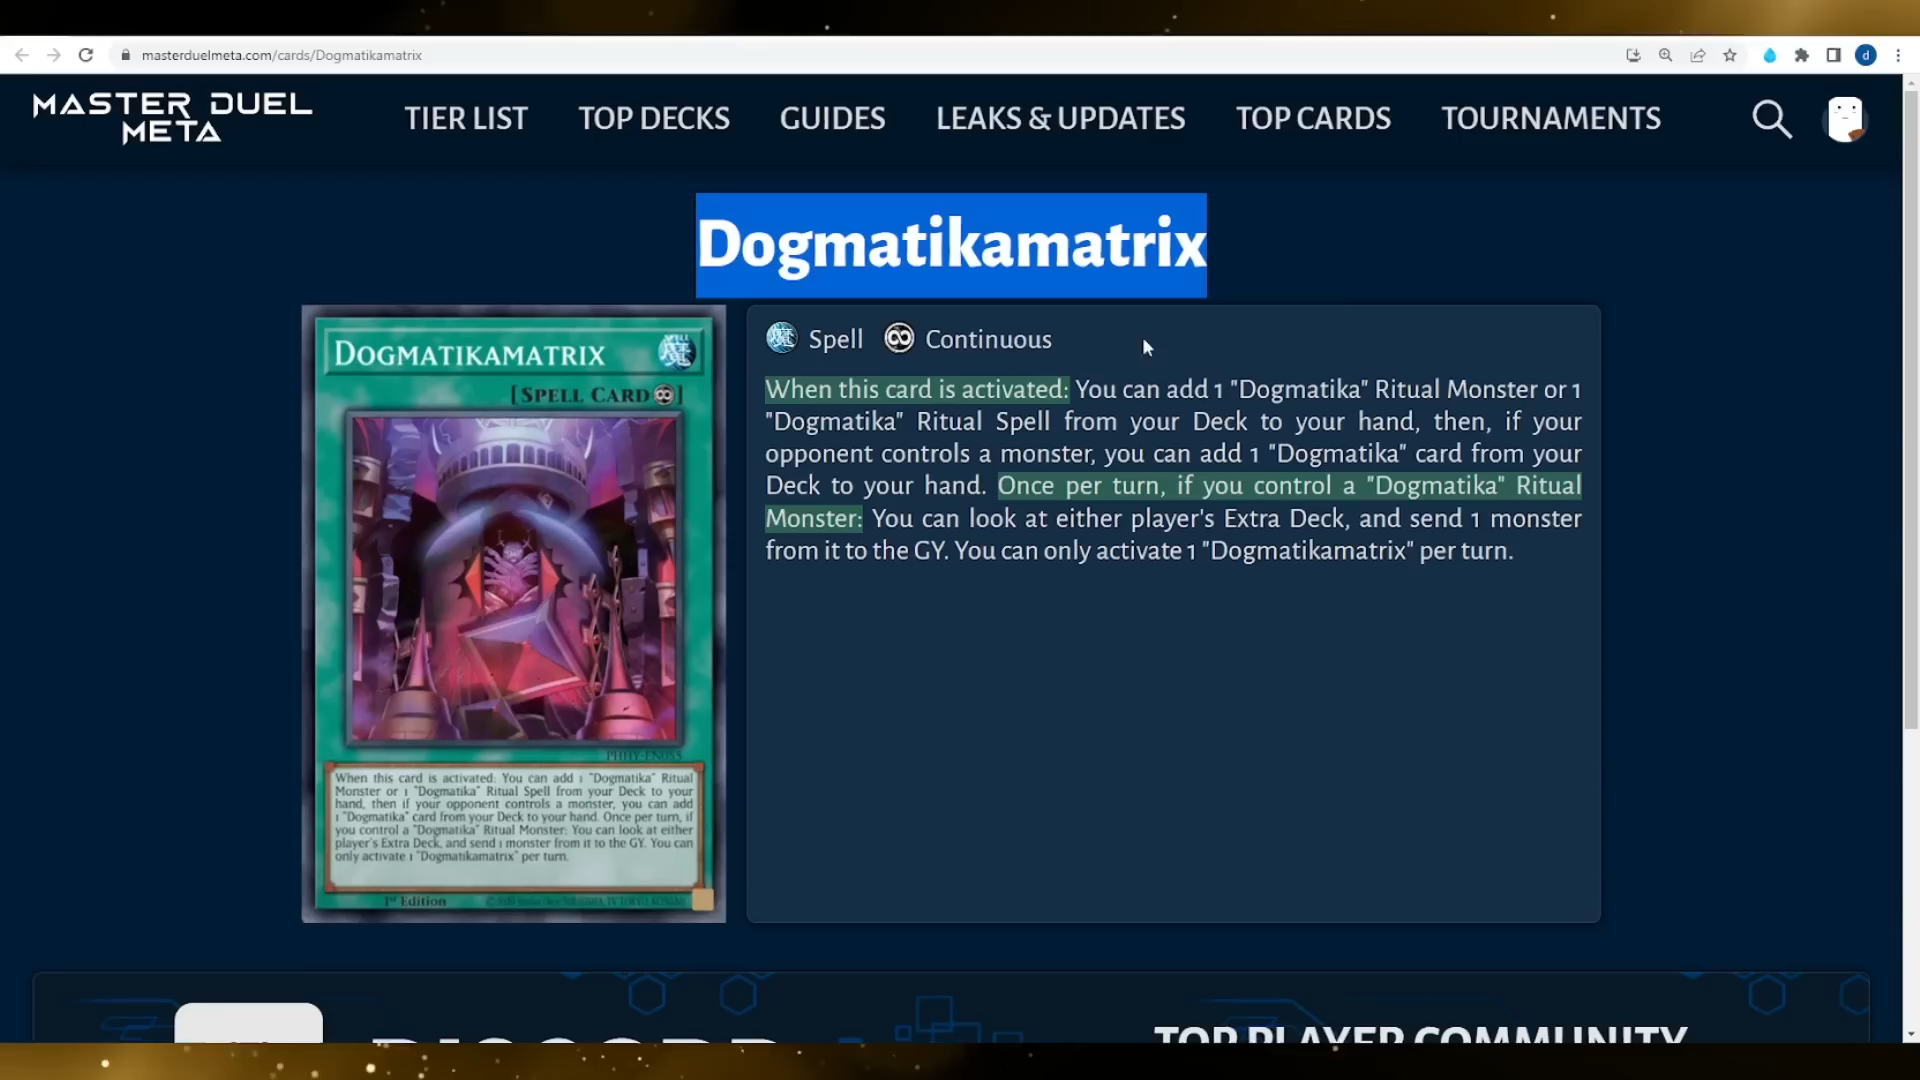 masterduelmeta.com/cards/Dogmatikamatrix
d
MASTER DUEL
META
TIER LIST
TOP DECKS
GUIDES
LEAKS & UPDATES
TOP CARDS
TOURNAMENTS
Dogmatikamatrix
DOGMATIKAMATRIX
SPELL
魔
[SPELL CARD]
PHHY-EN055
When this card is activated: You can add 1 "Dogmatika" Ritual
Monster or 1 "Dogmatika" Ritual Spell from your Deck to your
hand, then if your opponent controls a monster, you can add
1 "Dogmatika" card from your Deck to your hand. Once per turn, if
you control a "Dogmatika" Ritual Monster: You can look at either
player's Extra Deck, and send 1 monster from it to the GY. You can
only activate 1 "Dogmatikamatrix" per turn.
1st Edition
魔 Spell Continuous
When this card is activated: You can add 1 "Dogmatika" Ritual Monster or 1
"Dogmatika" Ritual Spell from your Deck to your hand, then, if your
opponent controls a monster, you can add 1 "Dogmatika" card from your
Deck to your hand. Once per turn, if you control a "Dogmatika" Ritual
Monster: You can look at either player's Extra Deck, and send 1 monster
from it to the GY. You can only activate 1 "Dogmatikamatrix" per turn.
DISCORD
TOP PLAYER COMMUNITY